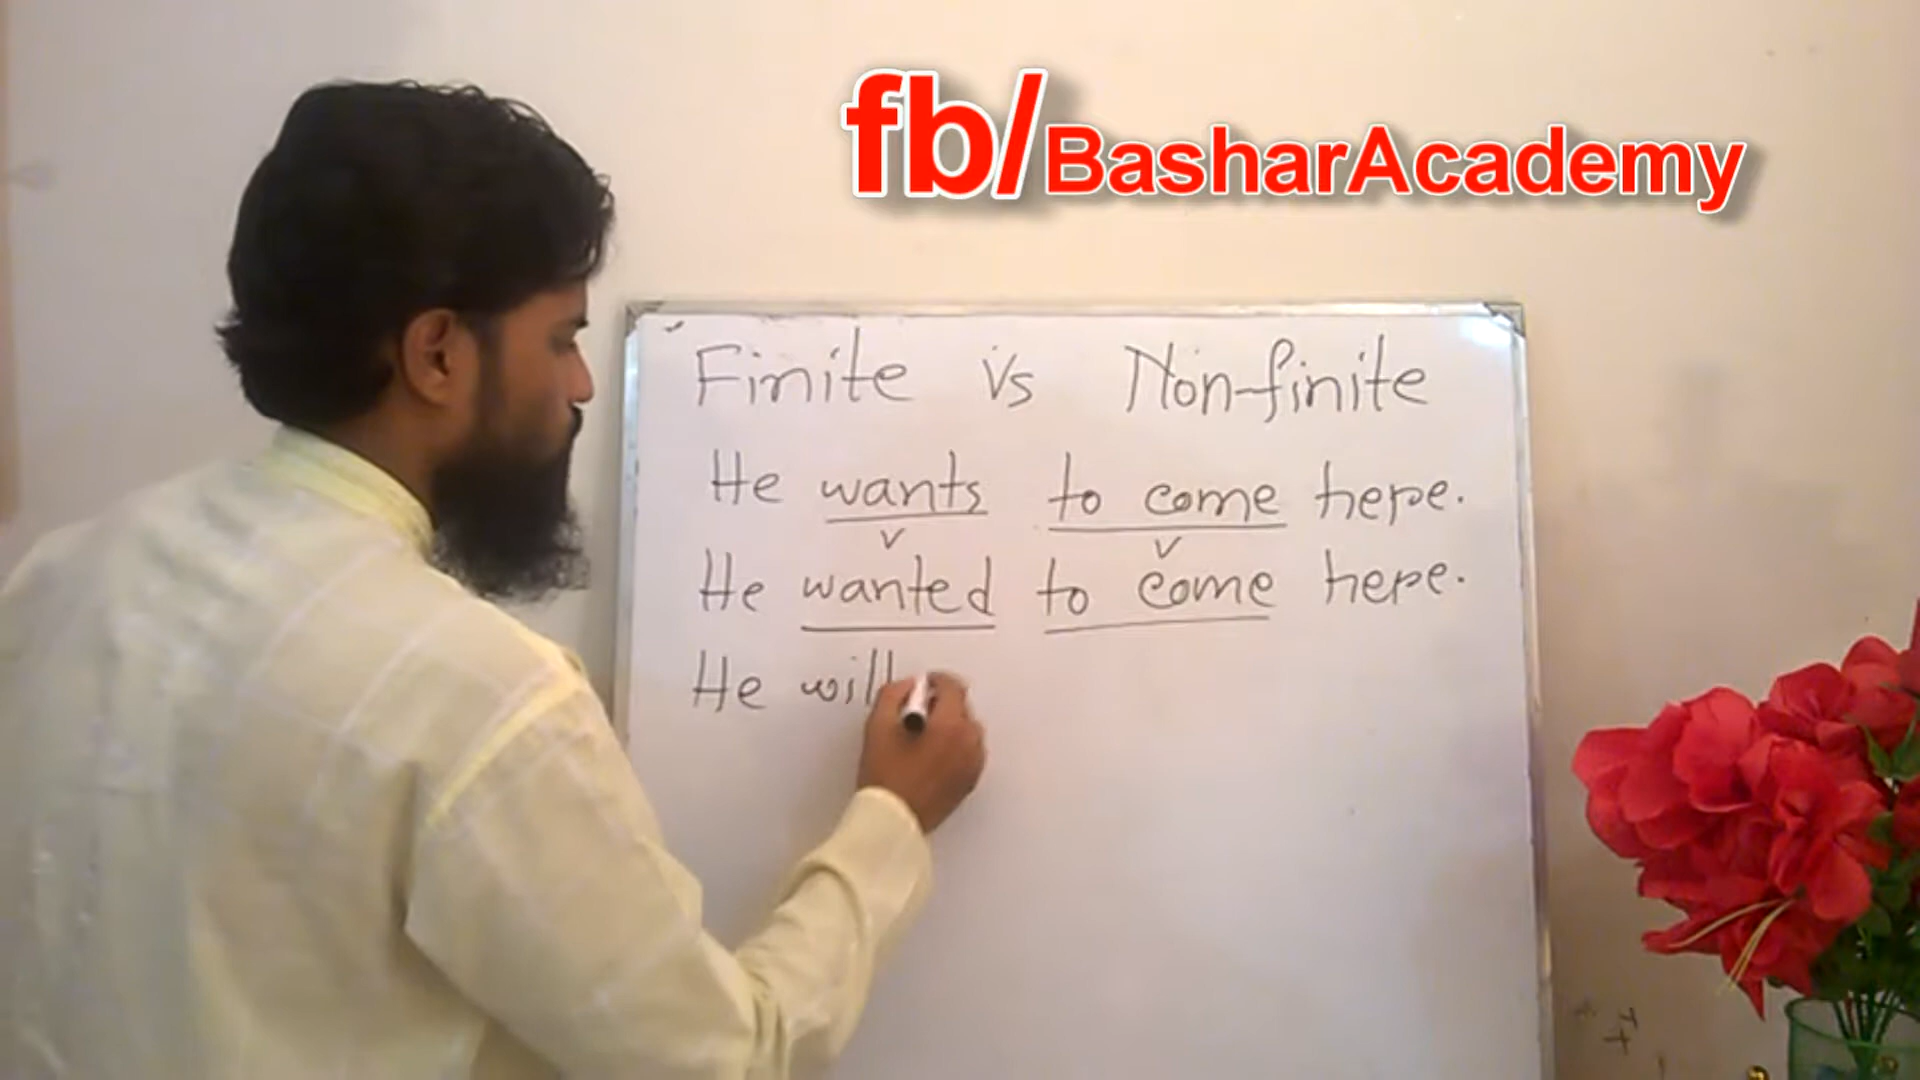 fb/BasharAcademy
Finite vs Non-finite
He wants to come here.
v v
He wanted to come here.
He will